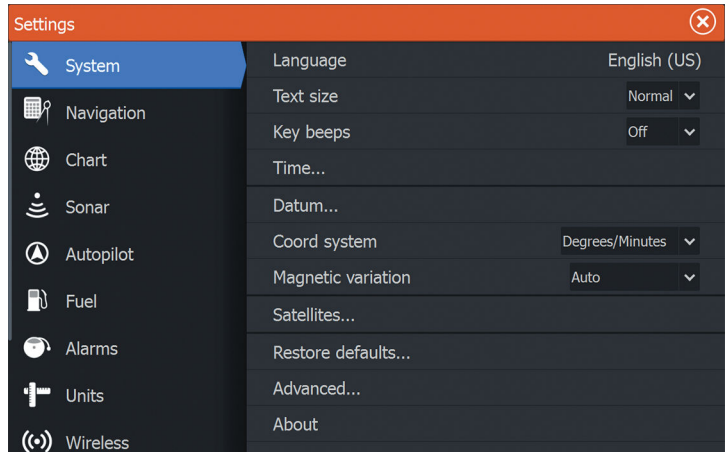 Settings
System
Navigation
Chart
Sonar
Autopilot
Fuel
Alarms
Units
Wireless
Language English (US)
Text size Normal
Key beeps Off
Time...
Datum...
Coord system Degrees/Minutes
Magnetic variation Auto
Satellites...
Restore defaults...
Advanced...
About